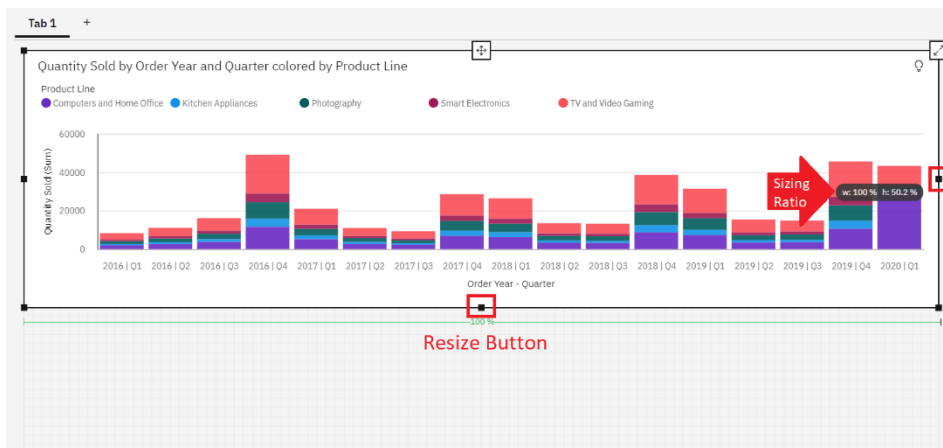 Tab 1 +
Quantity Sold by Order Year and Quarter colored by Product Line
Product Line
Computers and Home Office Kitchen Appliances Photography Smart Electronics TV and Video Gaming
Quantity Sold (Sum)
60000
40000
20000
0
Sizing
Ratio
w: 100 % h: 50.2 %
2016 | Q1 2016 | Q2 2016 | Q3 2016 | Q4 2017 | Q1 2017 | Q2 2017 | Q3 2017 | Q4 2018 | Q1 2018 | Q2 2018 | Q3 2018 | Q4 2019 | Q1 2019 | Q2 2019 | Q3 2019 | Q4 2020 | Q1
Order Year - Quarter
100 %
Resize Button